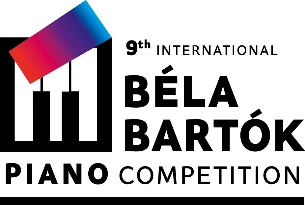 9th INTERNATIONAL
BÉLA
BARTÓK
PIANO COMPETITION